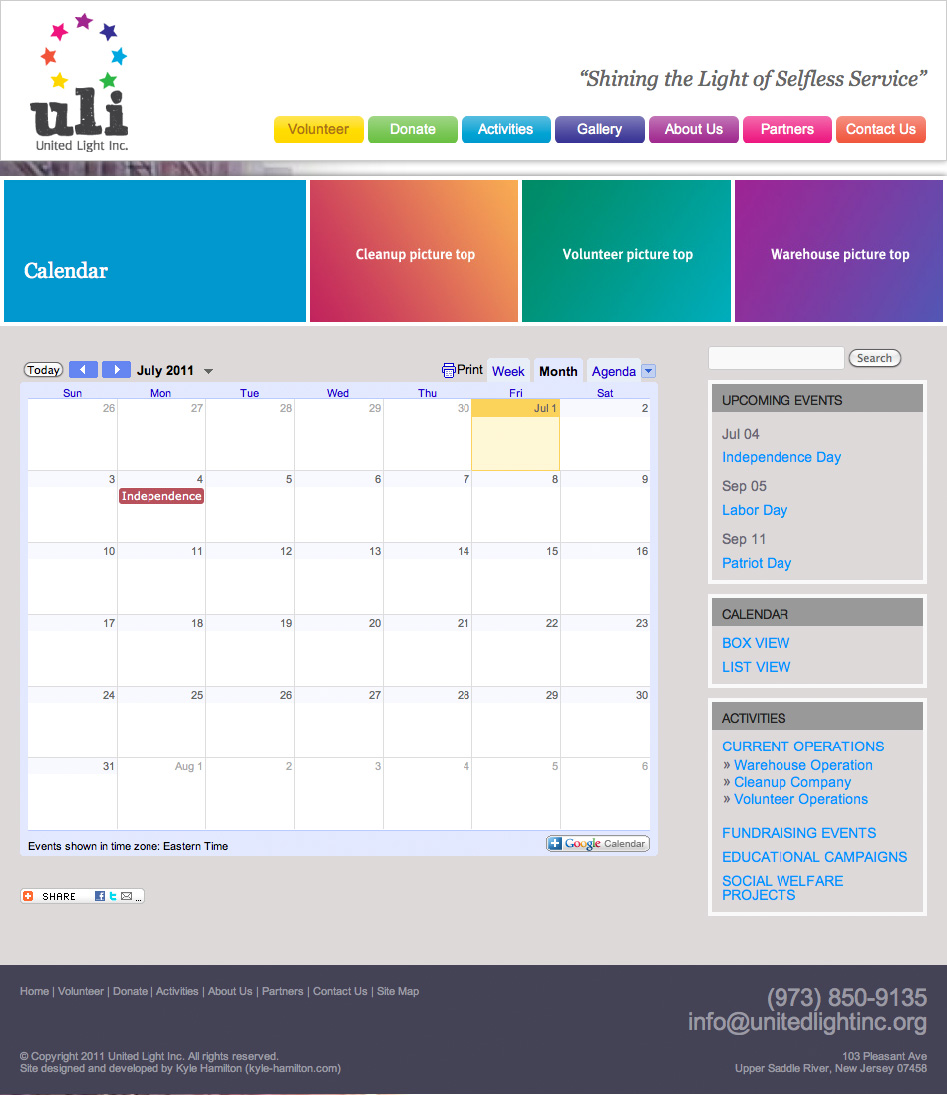 uli
United Light Inc.
“Shining the Light of Selfless Service”
Volunteer Donate Activities Gallery About Us Partners Contact Us
Calendar
Cleanup picture top
Volunteer picture top
Warehouse picture top
Today July 2011 Print Week Month Agenda
Sun Mon Tue Wed Thu Fri Sat
26 27 28 29 30 Jul 1 2
3 4 5 6 7 8 9
Independence
10 11 12 13 14 15 16
17 18 19 20 21 22 23
24 25 26 27 28 29 30
31 Aug 1 2 3 4 5 6
Events shown in time zone: Eastern Time
Google Calendar
SHARE f t ...
Search
UPCOMING EVENTS
Jul 04
Independence Day
Sep 05
Labor Day
Sep 11
Patriot Day
CALENDAR
BOX VIEW
LIST VIEW
ACTIVITIES
CURRENT OPERATIONS
» Warehouse Operation
» Cleanup Company
» Volunteer Operations
FUNDRAISING EVENTS
EDUCATIONAL CAMPAIGNS
SOCIAL WELFARE
PROJECTS
Home | Volunteer | Donate | Activities | About Us | Partners | Contact Us | Site Map
(973) 850-9135
info@unitedlightinc.org
© Copyright 2011 United Light Inc. All rights reserved.
Site designed and developed by Kyle Hamilton (kyle-hamilton.com)
103 Pleasant Ave
Upper Saddle River, New Jersey 07458